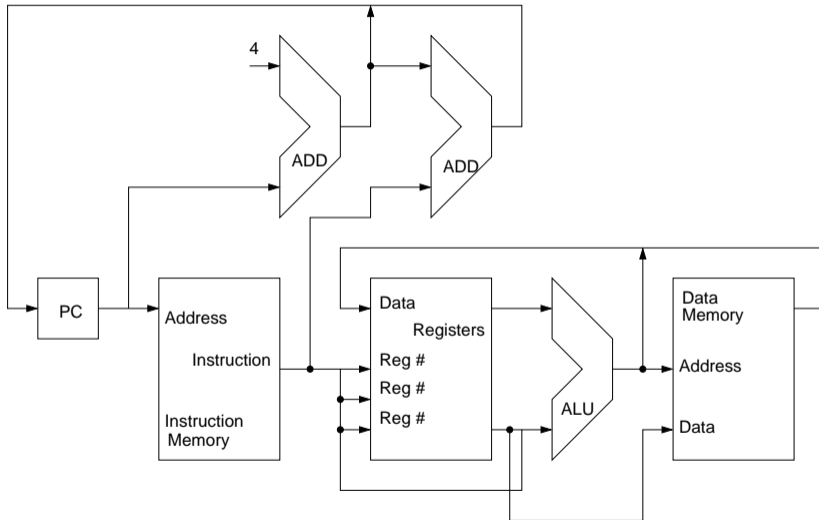 4
ADD
ADD
PC
Address
Instruction
Instruction
Memory
Data
Registers
Reg #
Reg #
Reg #
ALU
Data
Memory
Address
Data